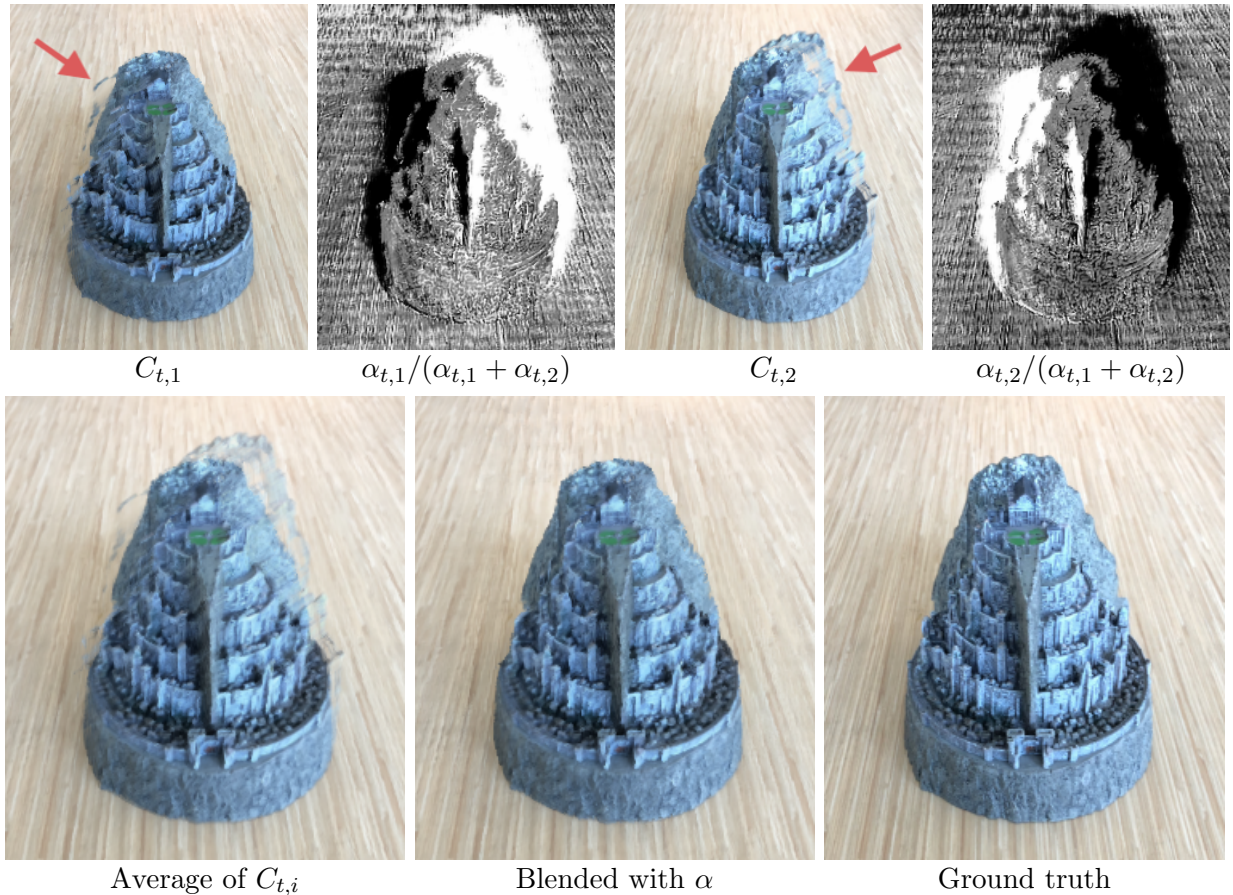 C_{t,1}
α_{t,1}/(α_{t,1} + α_{t,2})
C_{t,2}
α_{t,2}/(α_{t,1} + α_{t,2})
Average of C_{t,i}
Blended with α
Ground truth